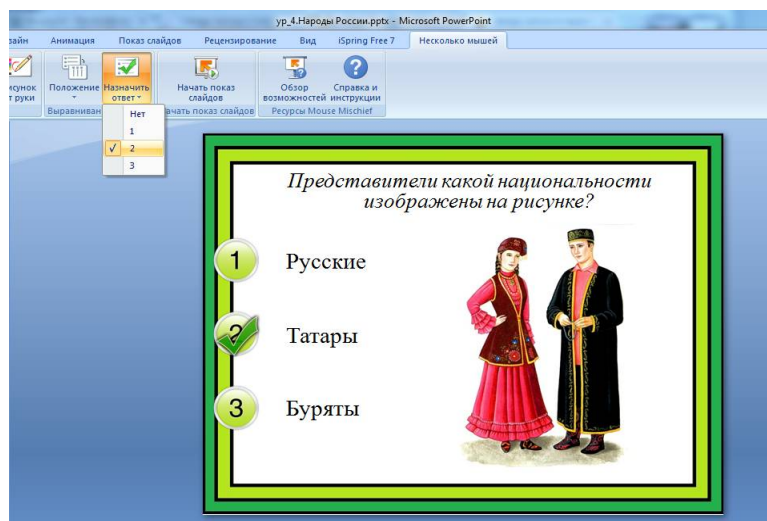 ур_4.Народы России.pptx - Microsoft PowerPoint
зайн Анимация Показ слайдов Рецензирование Вид iSpring Free 7 Несколько мышей
исунок Положение Назначить Начать показ Обзор Справка и
т руки ответ слайдов возможностей инструкции
Выравниван ачать показ слайдов Ресурсы Mouse Mischief
Нет
1
2
3
Представители какой национальности
изображены на рисунке?
1 Русские
2 Татары
3 Буряты